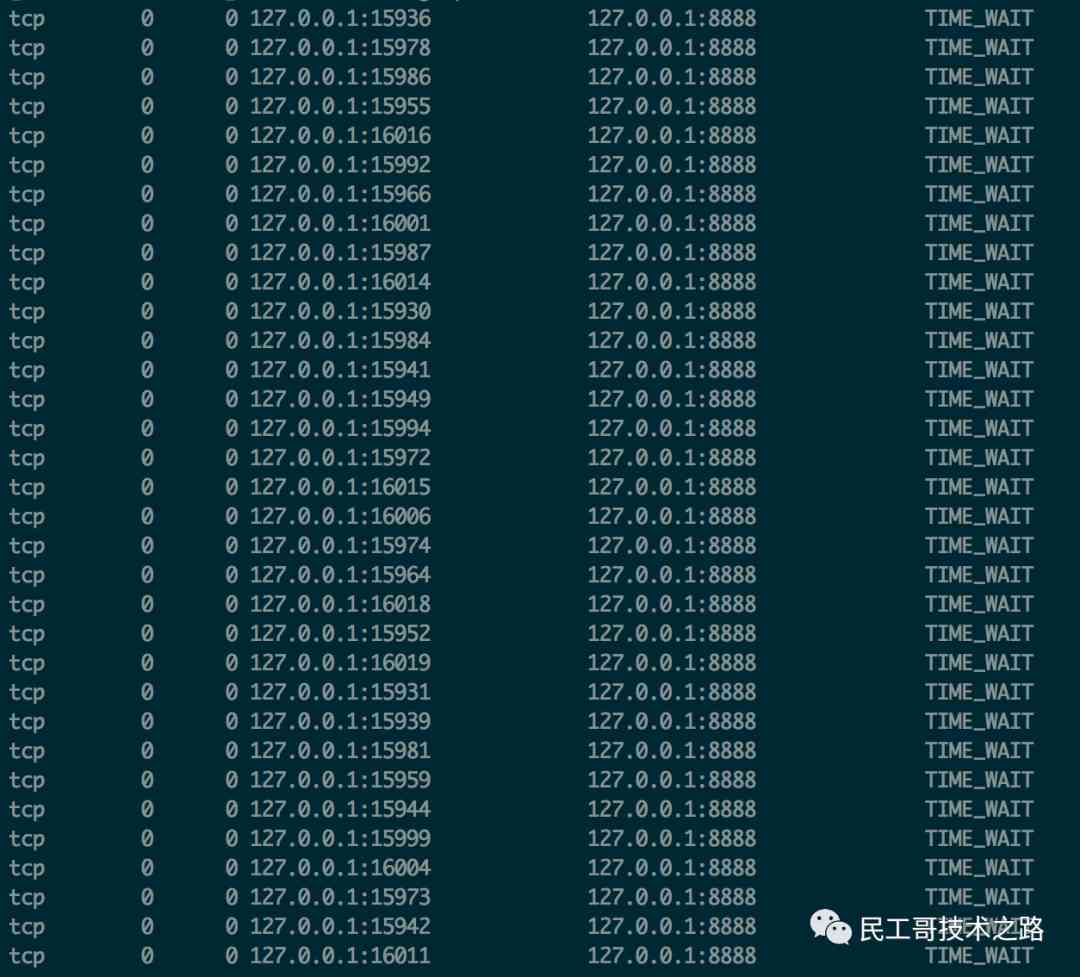 tcp 0 0 127.0.0.1:15936 127.0.0.1:8888 TIME_WAIT
tcp 0 0 127.0.0.1:15978 127.0.0.1:8888 TIME_WAIT
tcp 0 0 127.0.0.1:15986 127.0.0.1:8888 TIME_WAIT
tcp 0 0 127.0.0.1:15955 127.0.0.1:8888 TIME_WAIT
tcp 0 0 127.0.0.1:16016 127.0.0.1:8888 TIME_WAIT
tcp 0 0 127.0.0.1:15992 127.0.0.1:8888 TIME_WAIT
tcp 0 0 127.0.0.1:15966 127.0.0.1:8888 TIME_WAIT
tcp 0 0 127.0.0.1:16001 127.0.0.1:8888 TIME_WAIT
tcp 0 0 127.0.0.1:15987 127.0.0.1:8888 TIME_WAIT
tcp 0 0 127.0.0.1:16014 127.0.0.1:8888 TIME_WAIT
tcp 0 0 127.0.0.1:15930 127.0.0.1:8888 TIME_WAIT
tcp 0 0 127.0.0.1:15984 127.0.0.1:8888 TIME_WAIT
tcp 0 0 127.0.0.1:15941 127.0.0.1:8888 TIME_WAIT
tcp 0 0 127.0.0.1:15949 127.0.0.1:8888 TIME_WAIT
tcp 0 0 127.0.0.1:15994 127.0.0.1:8888 TIME_WAIT
tcp 0 0 127.0.0.1:15972 127.0.0.1:8888 TIME_WAIT
tcp 0 0 127.0.0.1:16015 127.0.0.1:8888 TIME_WAIT
tcp 0 0 127.0.0.1:16006 127.0.0.1:8888 TIME_WAIT
tcp 0 0 127.0.0.1:15974 127.0.0.1:8888 TIME_WAIT
tcp 0 0 127.0.0.1:15964 127.0.0.1:8888 TIME_WAIT
tcp 0 0 127.0.0.1:16018 127.0.0.1:8888 TIME_WAIT
tcp 0 0 127.0.0.1:15952 127.0.0.1:8888 TIME_WAIT
tcp 0 0 127.0.0.1:16019 127.0.0.1:8888 TIME_WAIT
tcp 0 0 127.0.0.1:15931 127.0.0.1:8888 TIME_WAIT
tcp 0 0 127.0.0.1:15939 127.0.0.1:8888 TIME_WAIT
tcp 0 0 127.0.0.1:15981 127.0.0.1:8888 TIME_WAIT
tcp 0 0 127.0.0.1:15959 127.0.0.1:8888 TIME_WAIT
tcp 0 0 127.0.0.1:15944 127.0.0.1:8888 TIME_WAIT
tcp 0 0 127.0.0.1:15999 127.0.0.1:8888 TIME_WAIT
tcp 0 0 127.0.0.1:16004 127.0.0.1:8888 TIME_WAIT
tcp 0 0 127.0.0.1:15973 127.0.0.1:8888 TIME_WAIT
tcp 0 0 127.0.0.1:15942 127.0.0.1:8888 TIME_WAIT
民工哥技术之路
tcp 0 0 127.0.0.1:16011 127.0.0.1:8888 TIME_WAIT